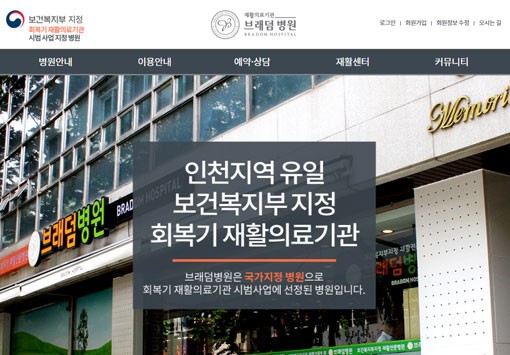 보건복지부 지정
회복기 재활의료기관
시범 사업 지정 병원
재활의료기관
브래덤 병원
BRADOM HOSPITAL
로그인 | 회원가입 | 회원정보 수정 | 오시는 길
병원안내 이용안내 예약·상담 재활센터 커뮤니티
Memori
인천지역 유일
보건복지부 지정
회복기 재활의료기관
브래덤병원은 국가지정 병원으로
회복기 재활의료기관 시범사업에 선정된 병원입니다.
브래덤병원
BRADOM HOSPITAL